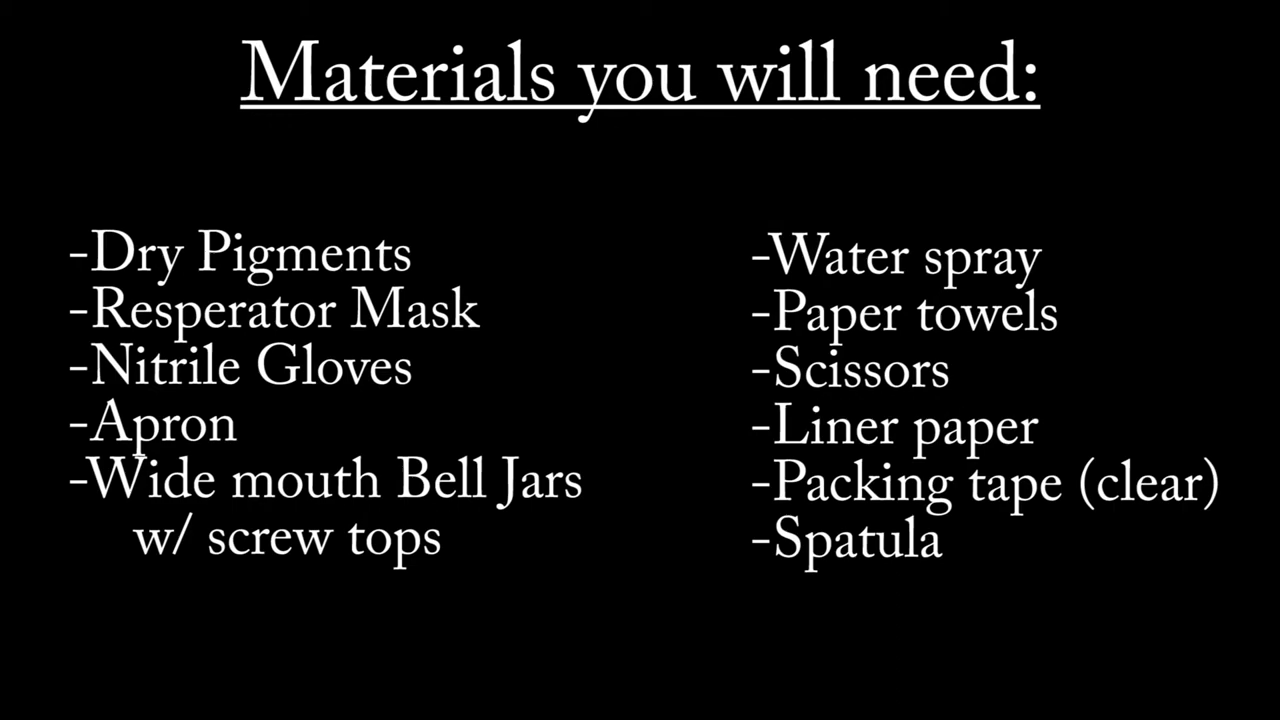 Materials you will need:
-Dry Pigments
-Resperator Mask
-Nitrile Gloves
-Apron
-Wide mouth Bell Jars
w/ screw tops
-Water spray
-Paper towels
-Scissors
-Liner paper
-Packing tape (clear)
-Spatula